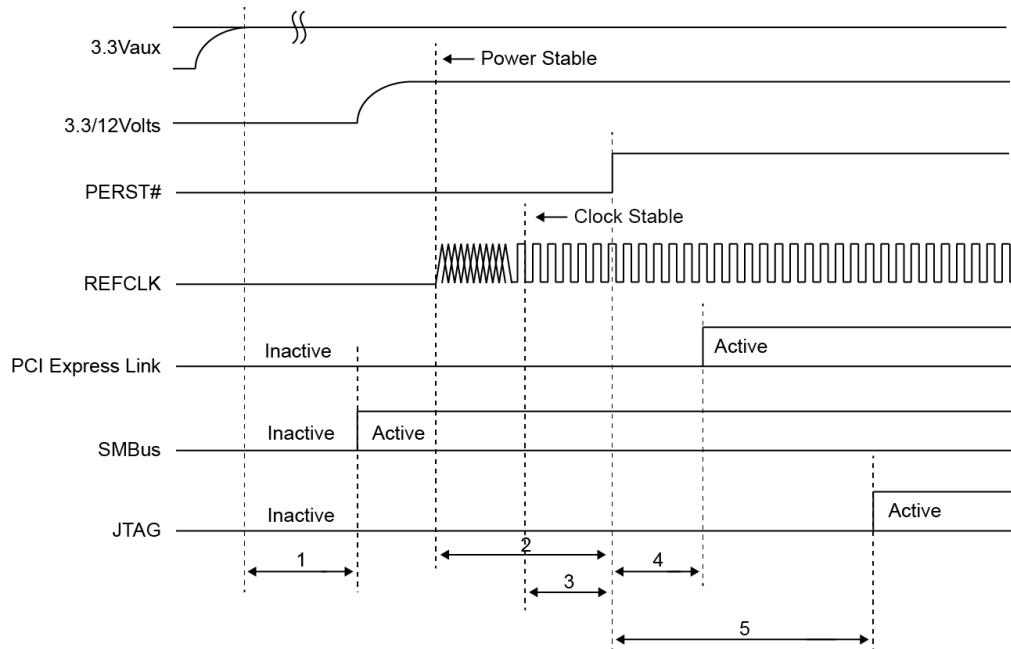 3.3Vaux
Power Stable
3.3/12Volts
PERST#
Clock Stable
REFCLK
PCI Express Link
Inactive
Active
SMBus
Inactive
Active
JTAG
Inactive
Active
1
2
3
4
5